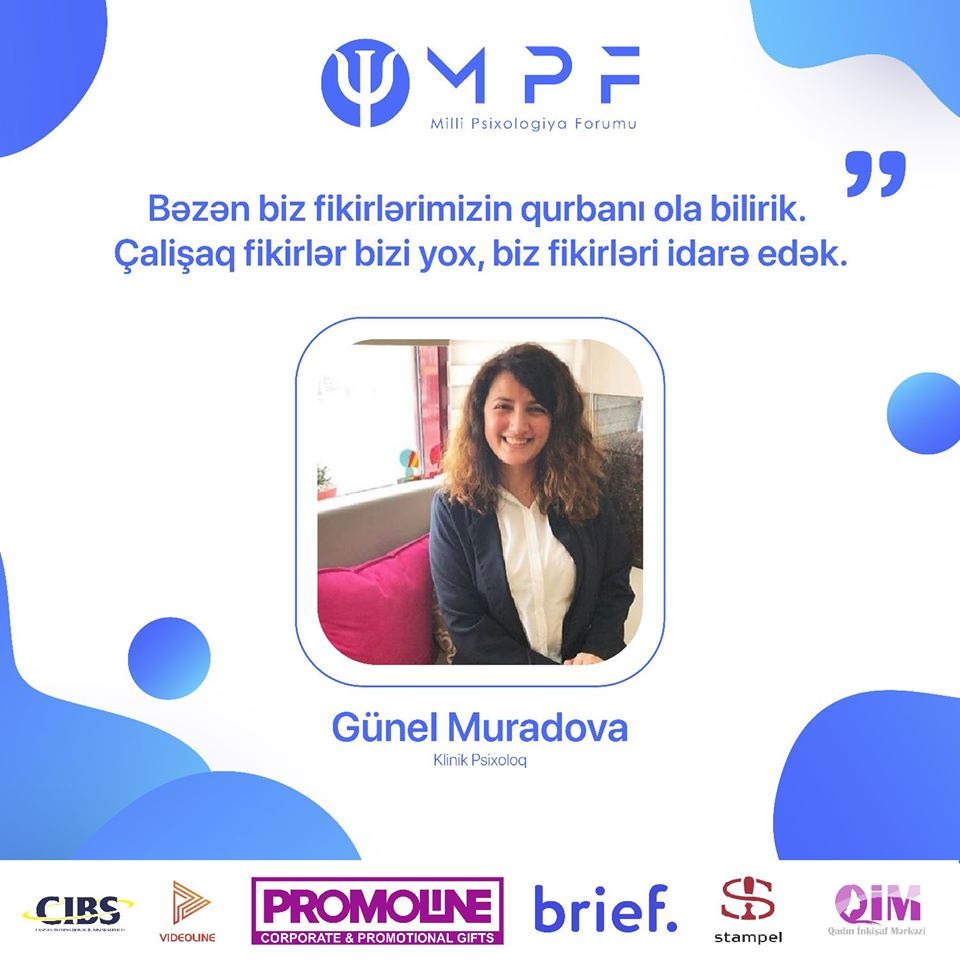 MPF
Milli Psixologiya Forumu
Bəzən biz fikirlərimizin qurbanı ola bilirik.
Çalişaq fikirlər bizi yox, biz fikirləri idarə edək.
Günel Muradova
Klinik Psixoloq
CIBS
VIDEOLINE
PROMOLINE
CORPORATE & PROMOTIONAL GIFTS
brief.
stampel
QİM
Qadın İnkişaf Mərkəzi